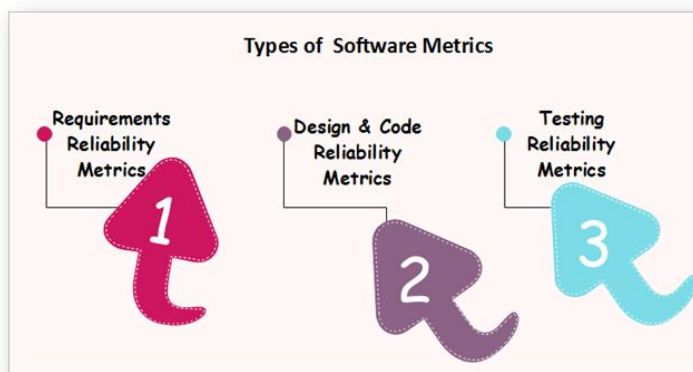 Types of Software Metrics
Requirements
Reliability
Metrics
1
Design & Code
Reliability
Metrics
2
Testing
Reliability
Metrics
3